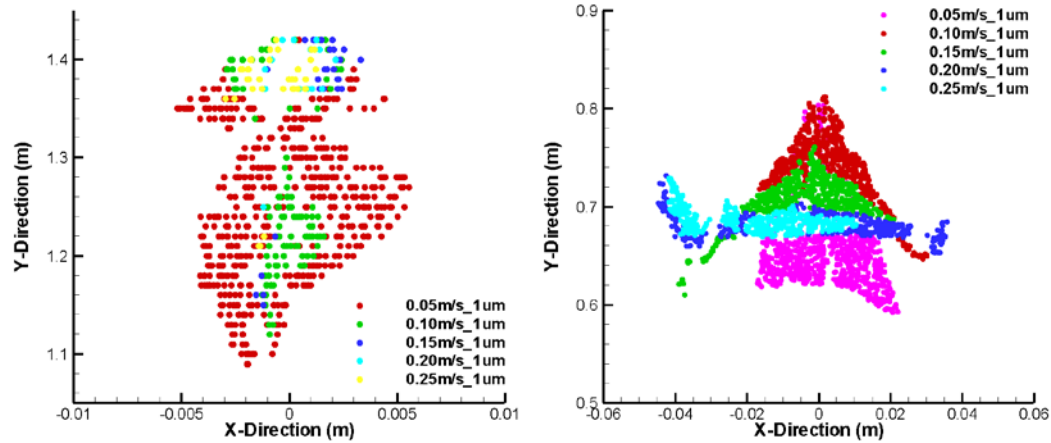 1.4
1.3
1.2
1.1
Y-Direction (m)
-0.01
-0.005
0
0.005
0.01
X-Direction (m)
0.05m/s_1um
0.10m/s_1um
0.15m/s_1um
0.20m/s_1um
0.25m/s_1um
0.05m/s_1um
0.10m/s_1um
0.15m/s_1um
0.20m/s_1um
0.25m/s_1um
0.9
0.8
0.7
0.6
0.5
Y-Direction (m)
-0.06
-0.04
-0.02
0
0.02
0.04
0.06
X-Direction (m)